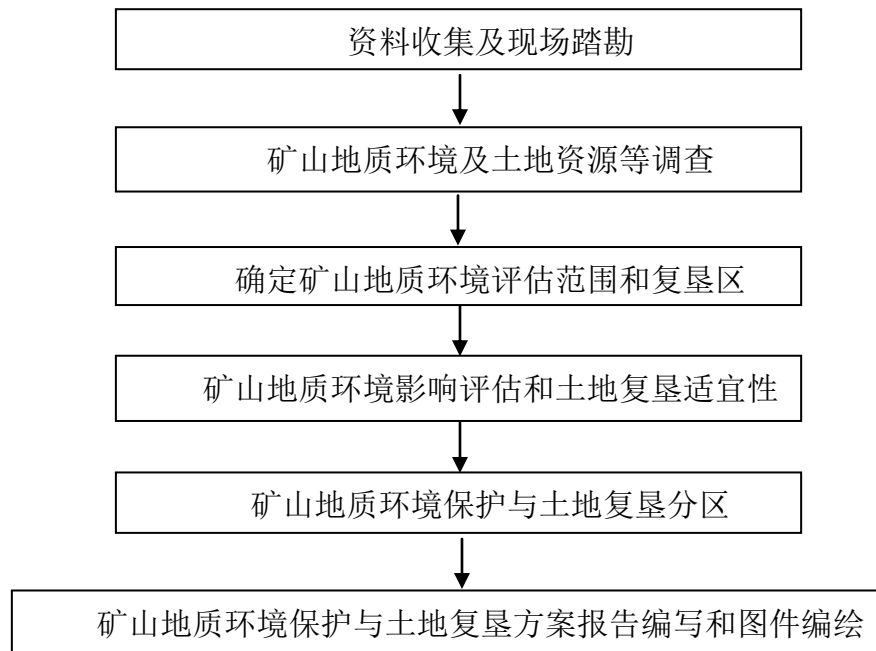 资料收集及现场踏勘
矿山地质环境及土地资源等调查
确定矿山地质环境评估范围和复垦区
矿山地质环境影响评估和土地复垦适宜性
矿山地质环境保护与土地复垦分区
矿山地质环境保护与土地复垦方案报告编写和图件编绘